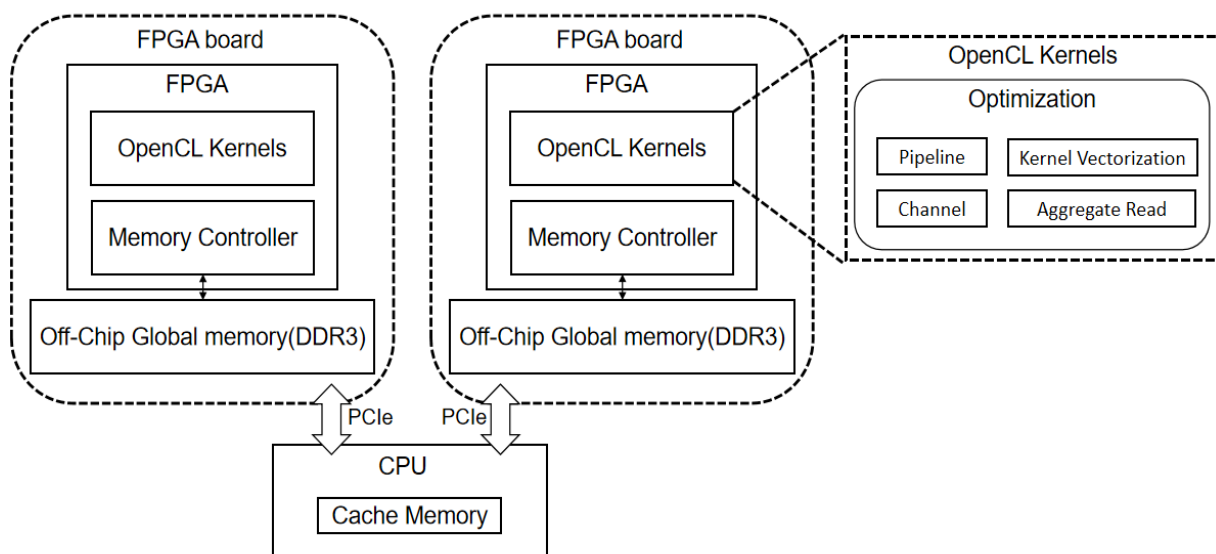 FPGA board
FPGA
OpenCL Kernels
Memory Controller
Off-Chip Global memory(DDR3)
PCIe
FPGA board
FPGA
OpenCL Kernels
Memory Controller
Off-Chip Global memory(DDR3)
PCIe
OpenCL Kernels
Optimization
Pipeline
Kernel Vectorization
Channel
Aggregate Read
CPU
Cache Memory